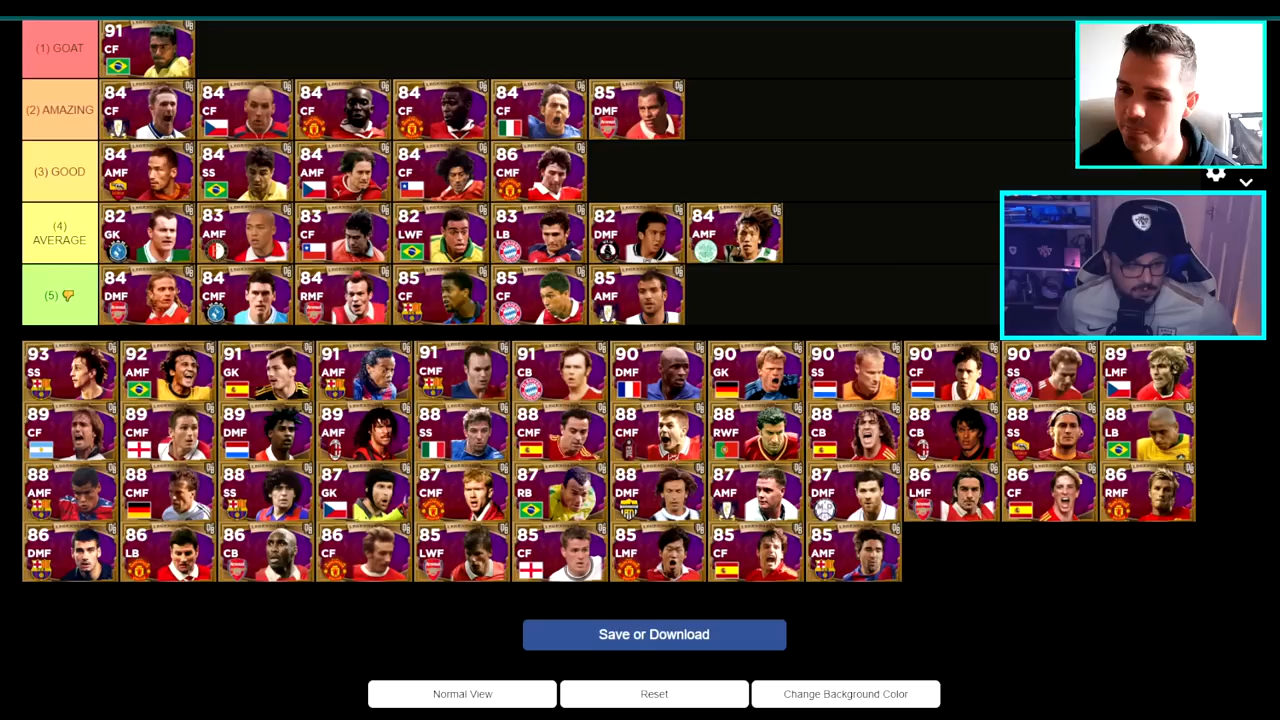 (1) GOAT
91 CF
(2) AMAZING
84 CF 84 CF 84 CF 84 CF 84 CF 85 DMF
(3) GOOD
84 AMF 84 SS 84 AMF 84 CF 86 CMF
(4)
AVERAGE
82 GK 83 AMF 83 CF 82 LWF 83 LB 82 DMF 84 AMF
(5) 👎
84 DMF 84 CMF 84 RMF 85 CF 85 CF 85 AMF
93 SS 92 AMF 91 GK 91 AMF 91 CMF 91 CB 90 DMF 90 GK 90 SS 90 CF 90 SS 89 LMF
89 CF 89 CMF 89 DMF 89 AMF 88 SS 88 CMF 88 CMF 88 RWF 88 CB 88 CB 88 SS 88 LB
88 AMF 88 CMF 88 SS 87 GK 87 CMF 87 RB 88 DMF 87 AMF 87 DMF 86 LMF 86 CF 86 RMF
86 DMF 86 LB 86 CB 86 CF 85 LWF 85 CF 85 LMF 85 CF 85 AMF
Save or Download
Normal View
Reset
Change Background Color